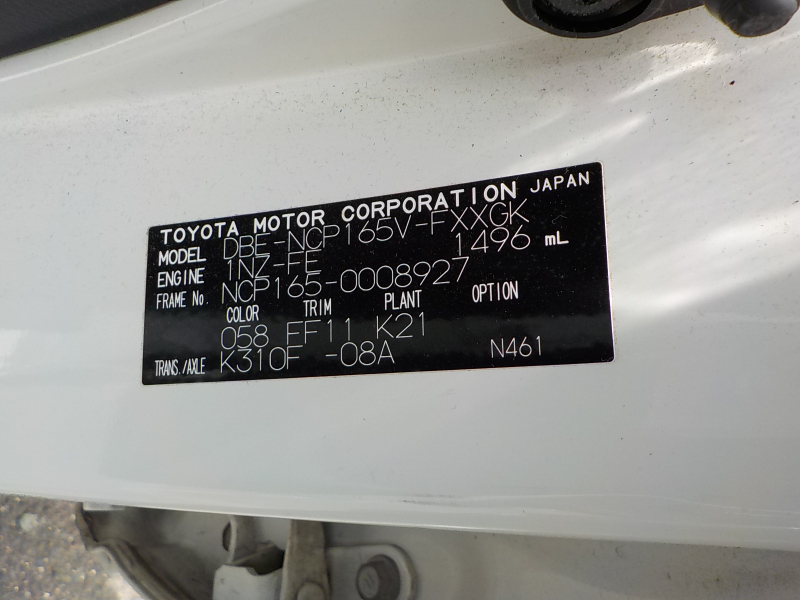 TOYOTA MOTOR CORPORATION JAPAN
MODEL DBE-NCP165V-FXXGK
ENGINE 1NZ-FE 1496 mL
FRAME No. NCP165-0008927
COLOR TRIM PLANT OPTION
058 FF11 K21
TRANS./AXLE K310F -08A N461